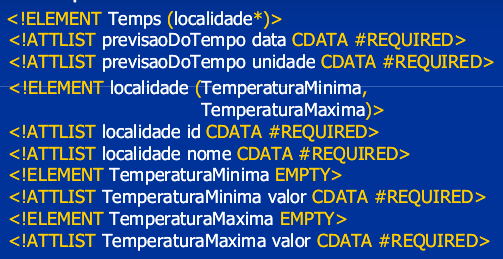 <!ELEMENT Temps (localidade*)>
<!ATTLIST previsaoDoTempo data CDATA #REQUIRED>
<!ATTLIST previsaoDoTempo unidade CDATA #REQUIRED>
<!ELEMENT localidade (TemperaturaMinima,
TemperaturaMaxima)>
<!ATTLIST localidade id CDATA #REQUIRED>
<!ATTLIST localidade nome CDATA #REQUIRED>
<!ELEMENT TemperaturaMinima EMPTY>
<!ATTLIST TemperaturaMinima valor CDATA #REQUIRED>
<!ELEMENT TemperaturaMaxima EMPTY>
<!ATTLIST TemperaturaMaxima valor CDATA #REQUIRED>